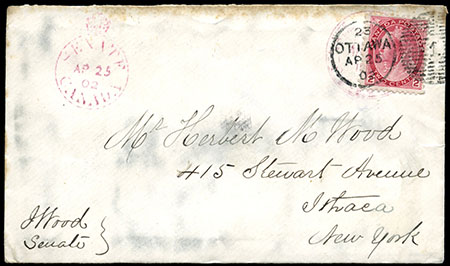 SENATE
AP 25
02
CANADA
23
OTTAWA
AP 25
02
2
Mr Herbert M Wood
415 Stewart Avenue
Ithaca
New York
J Wood
Senate